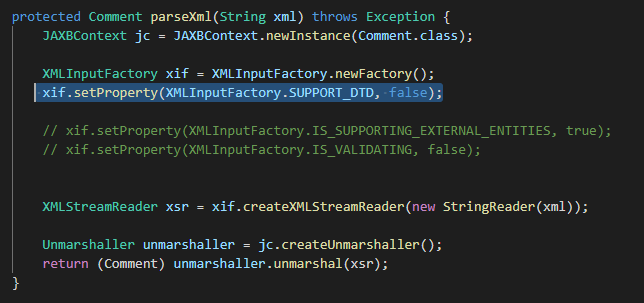 protected Comment parseXml(String xml) throws Exception {
JAXBContext jc = JAXBContext.newInstance(Comment.class);
XMLInputFactory xif = XMLInputFactory.newFactory();
xif.setProperty(XMLInputFactory.SUPPORT_DTD, false);
// xif.setProperty(XMLInputFactory.IS_SUPPORTING_EXTERNAL_ENTITIES, true);
// xif.setProperty(XMLInputFactory.IS_VALIDATING, false);
XMLStreamReader xsr = xif.createXMLStreamReader(new StringReader(xml));
Unmarshaller unmarshaller = jc.createUnmarshaller();
return (Comment) unmarshaller.unmarshal(xsr);
}